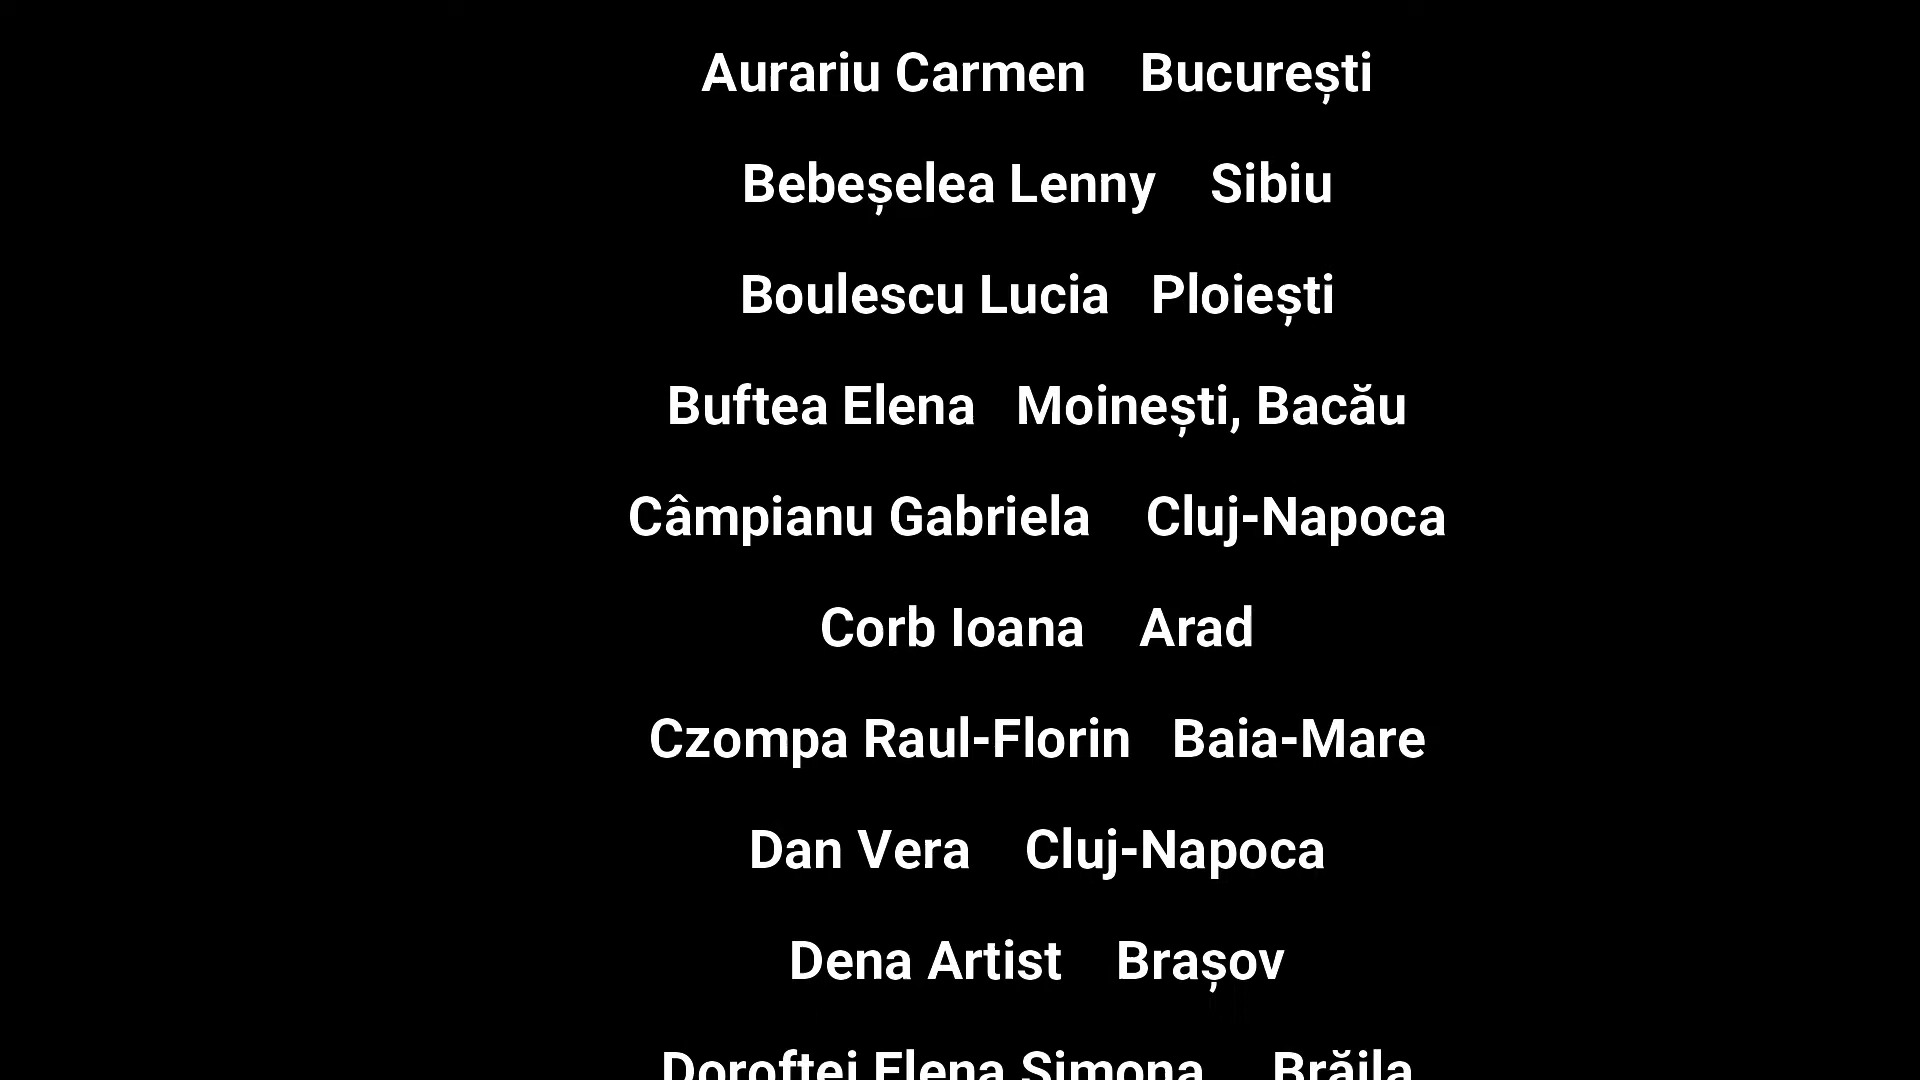 Aurariu Carmen București
Bebeșelea Lenny Sibiu
Boulescu Lucia Ploiești
Buftea Elena Moinești, Bacău
Câmpianu Gabriela Cluj-Napoca
Corb Ioana Arad
Czompa Raul-Florin Baia-Mare
Dan Vera Cluj-Napoca
Dena Artist Brașov
Doroftei Elena Simona Brăila